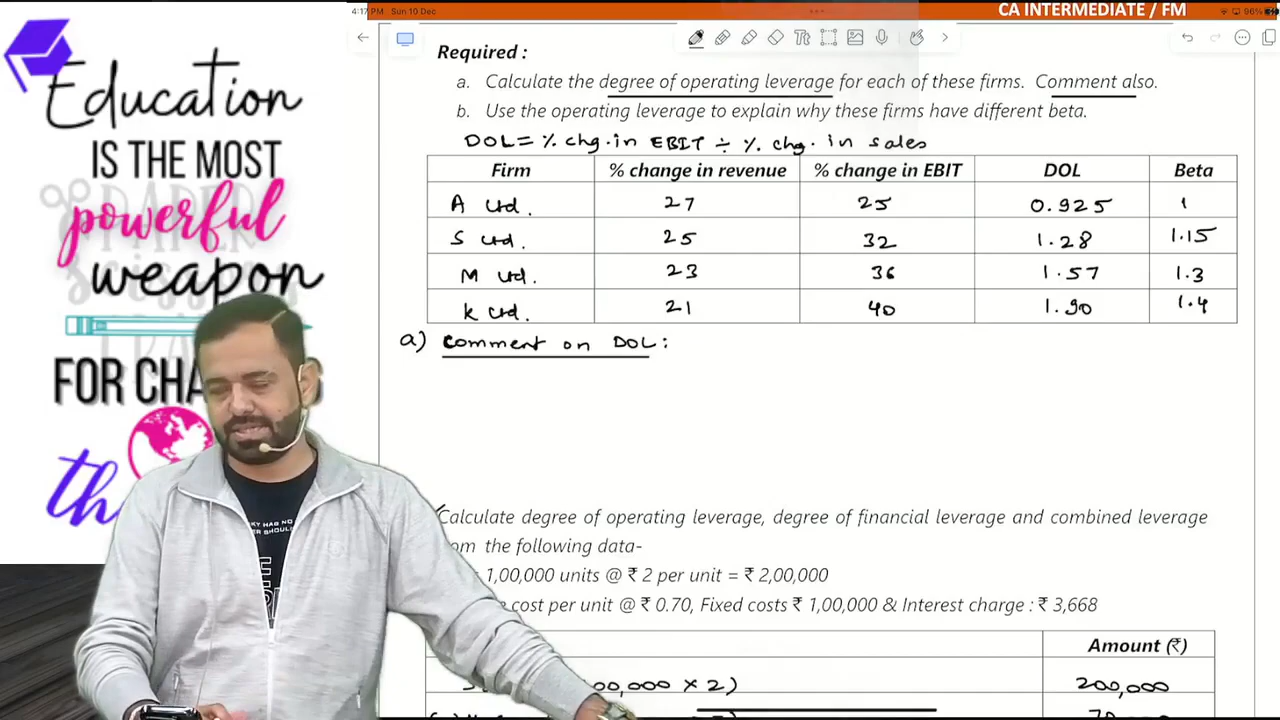 4:17 PM Sun 10 Dec
CA INTERMEDIATE / FM
96%
Education
IS THE MOST
powerful
weapon
FOR
Required :
a. Calculate the degree of operating leverage for each of these firms. Comment also.
b. Use the operating leverage to explain why these firms have different beta.
DOL = % chg. in EBIT ÷ % chg. in sales
Firm % change in revenue % change in EBIT DOL Beta
A Ltd. 27 25 0.925 1
S Ltd. 25 32 1.28 1.15
M Ltd. 23 36 1.57 1.3
K Ltd. 21 40 1.90 1.4
a) Comment on DOL:
Calculate degree of operating leverage, degree of financial leverage and combined leverage
the following data-
1,00,000 units @ ₹ 2 per unit = ₹ 2,00,000
cost per unit @ ₹ 0.70, Fixed costs ₹ 1,00,000 & Interest charge : ₹ 3,668
Amount (₹)
00,000 × 2) 200,000